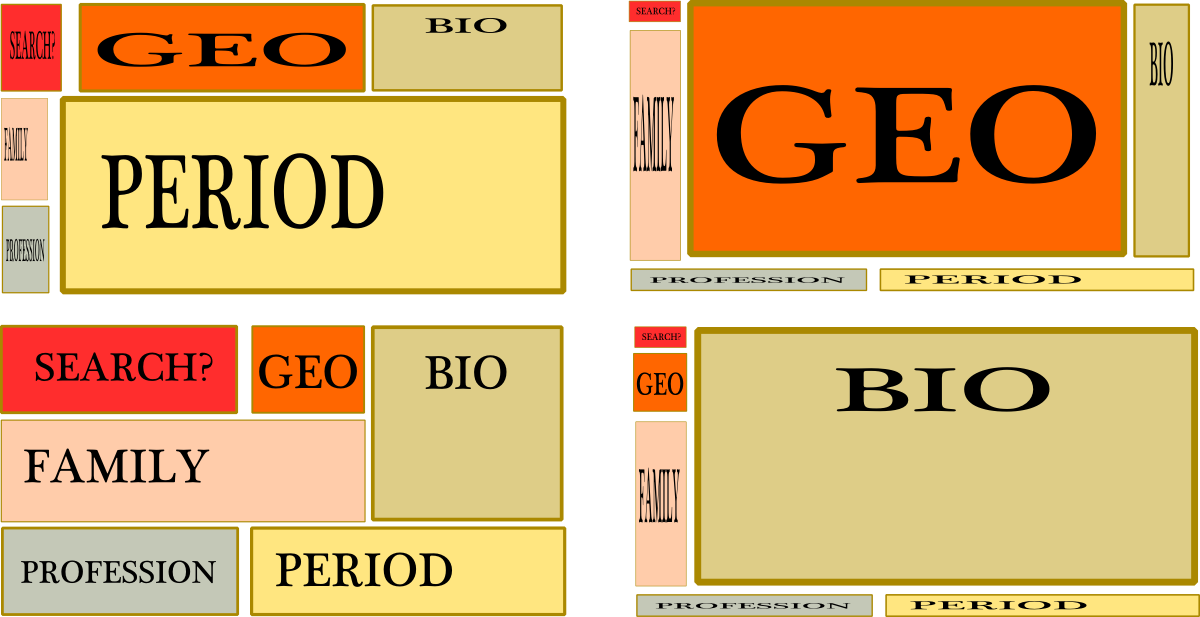 SEARCH?
GEO
BIO
FAMILY
PERIOD
PROFESSION
SEARCH?
FAMILY
GEO
BIO
PROFESSION
PERIOD
SEARCH?
GEO
BIO
FAMILY
PROFESSION
PERIOD
SEARCH?
GEO
BIO
FAMILY
PROFESSION
PERIOD